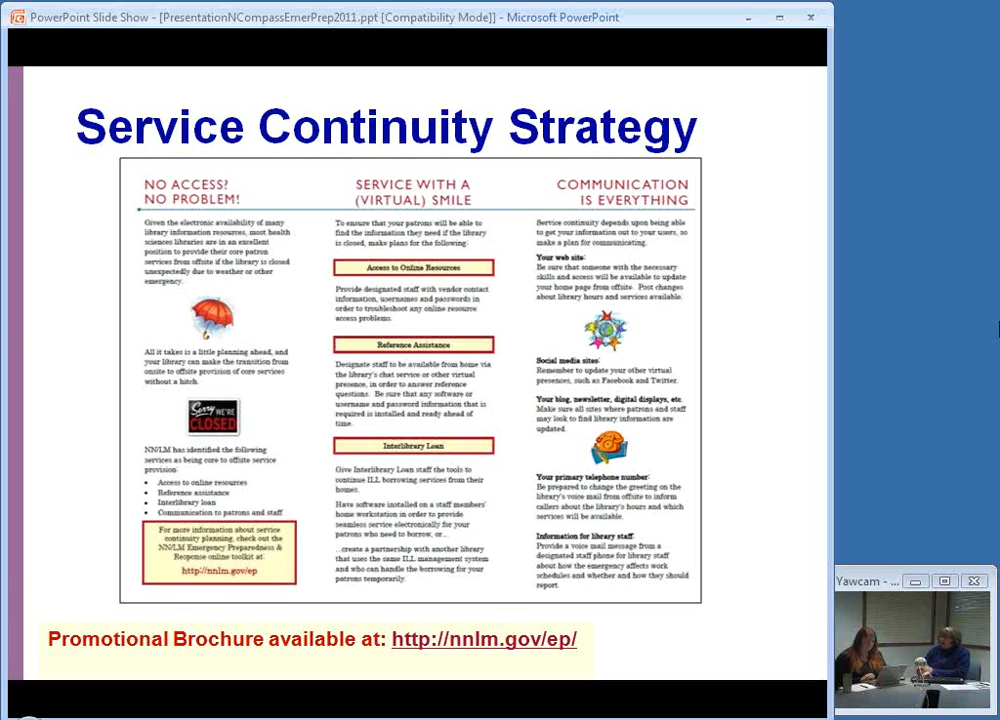 PowerPoint Slide Show - [PresentationNCompassEmerPrep2011.ppt [Compatibility Mode]] - Microsoft PowerPoint
Service Continuity Strategy
NO ACCESS?
NO PROBLEM!
Given the electronic availability of many
library information resources, most health
sciences libraries are in an excellent
position to provide their core patron
services from offsite if the library is closed
unexpectedly due to weather or other
emergency.
All it takes is a little planning ahead, and
your library can make the transition from
onsite to offsite provision of core services
without a hitch.
Sorry WE'RE
CLOSED
NN/LM has identified the following
services as being core to offsite service
provision:
• Access to online resources
• Reference assistance
• Interlibrary loan
• Communication to patrons and staff
For more information about service
continuity planning, check out the
NN/LM Emergency Preparedness &
Response online toolkit at:
http://nnlm.gov/ep
SERVICE WITH A
(VIRTUAL) SMILE
To ensure that your patrons will be able to
find the information they need if the library
is closed, make plans for the following:
Access to Online Resources
Provide designated staff with vendor contact
information, usernames and passwords in
order to troubleshoot any online resource
access problems.
Reference Assistance
Designate staff to be available from home via
the library's chat service or other virtual
presence, in order to answer reference
questions. Be sure that any software or
username and password information that is
required is installed and ready ahead of
time.
Interlibrary Loan
Give Interlibrary Loan staff the tools to
continue ILL borrowing services from their
homes.
Have software installed on a staff members'
home workstation in order to provide
seamless service electronically for your
patrons who need to borrow, or...
...create a partnership with another library
that uses the same ILL management system
and who can handle the borrowing for your
patrons temporarily.
COMMUNICATION
IS EVERYTHING
Service continuity depends upon being able
to get your information out to your users, so
make a plan for communicating.
Your web site:
Be sure that someone with the necessary
skills and access will be available to update
your home page from offsite. Post changes
about library hours and services available.
Social media sites:
Remember to update your other virtual
presences, such as Facebook and Twitter.
Your blog, newsletter, digital displays, etc.
Make sure all sites where patrons and staff
may look to find library information are
updated.
Your primary telephone number:
Be prepared to change the greeting on the
library's voice mail from offsite to inform
callers about the library's hours and which
services will be available.
Information for library staff:
Provide a voice mail message from a
designated staff phone for library staff
about how the emergency affects work
schedules and whether and how they should
report.
Promotional Brochure available at: http://nnlm.gov/ep/
Yawcam - ...